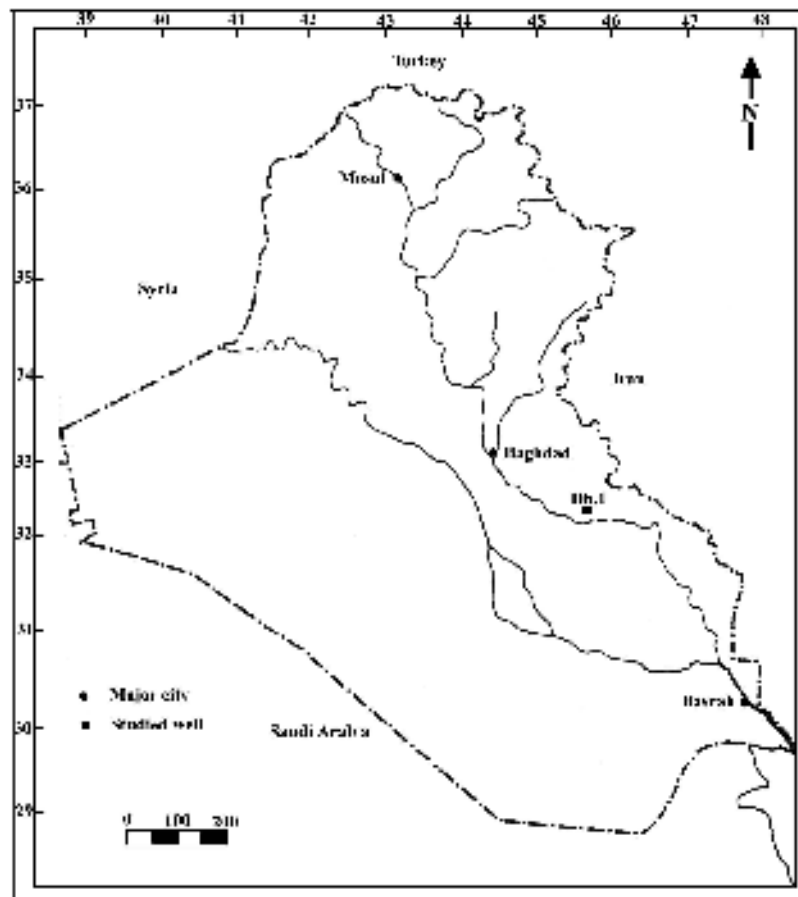 39 40 41 42 43 44 45 46 47 48
Turkey
N
37
Mosul
36
35
Syria
34
Iran
33
Baghdad
32
31
Major city
Basrah
Studied well
30
Saudi Arabia
29
0 100 200